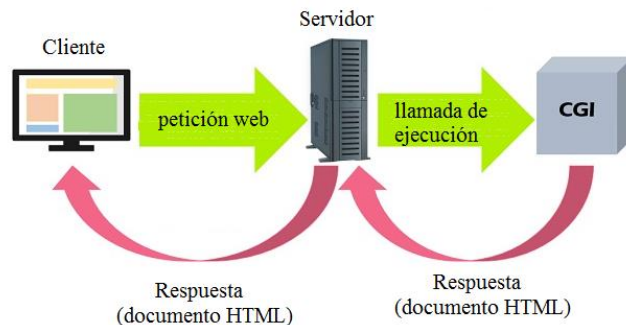 Servidor
Cliente
petición web
llamada de
ejecución
CGI
Respuesta
(documento HTML)
Respuesta
(documento HTML)